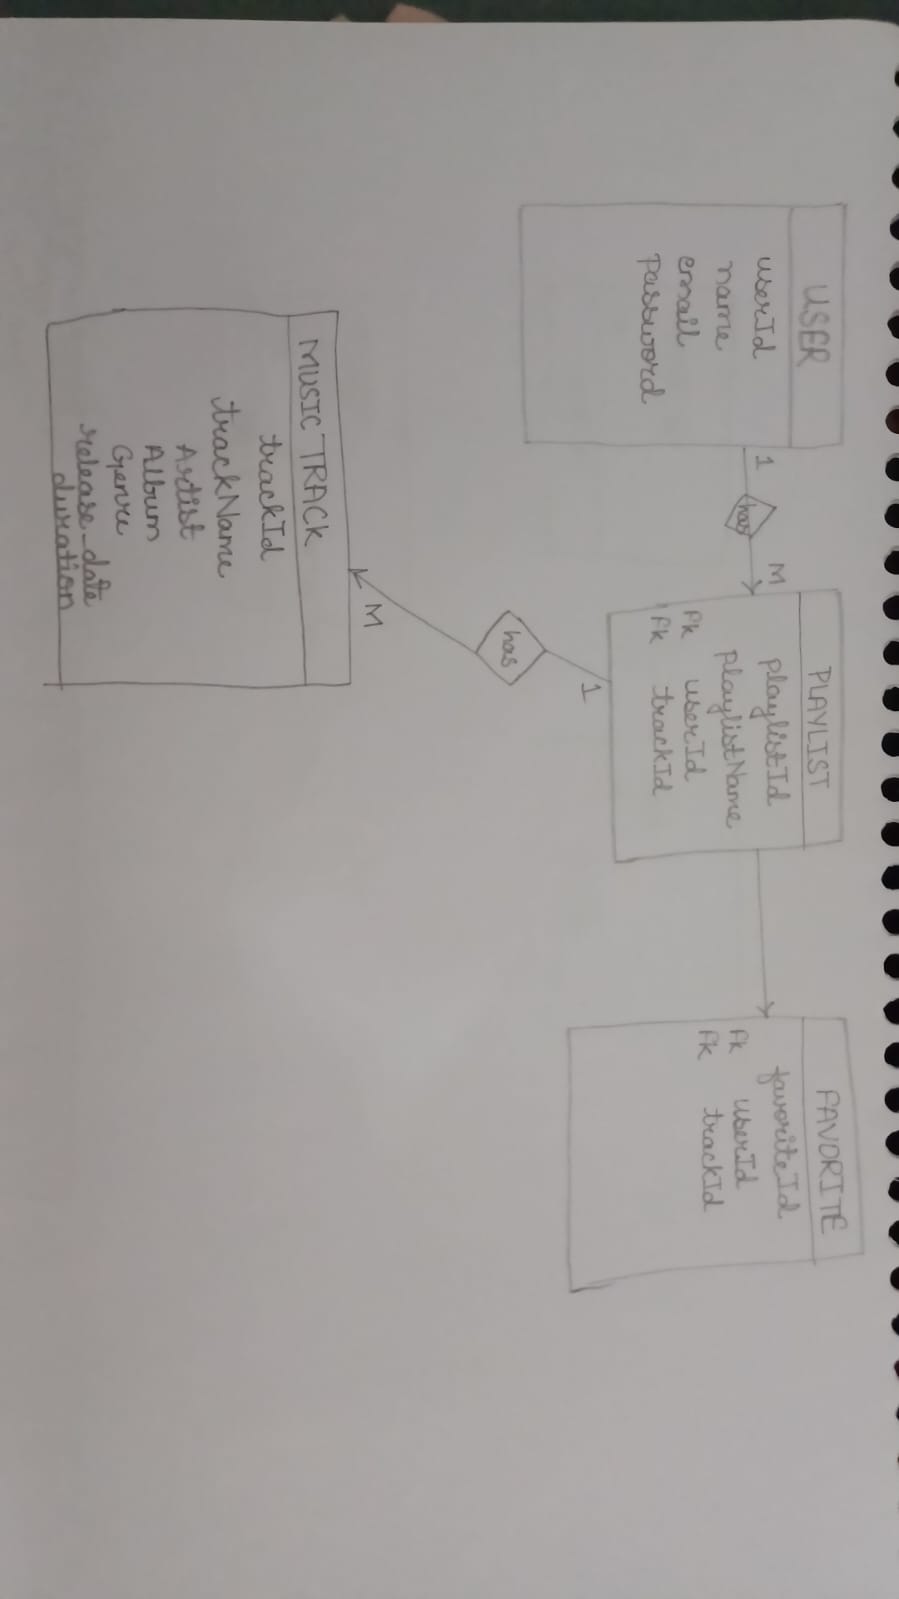 USER
userId
name
email
password
1
has
M
PLAYLIST
playlistId
playlistName
Fk userId
Fk trackId
FAVORITE
favoriteId
Fk userId
Fk trackId
1
has
M
MUSIC TRACK
trackId
trackName
Artist
Album
Genre
release_date
duration